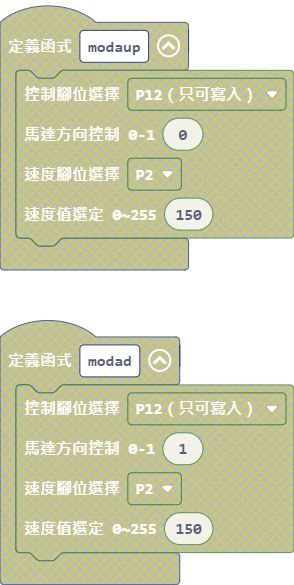 定義函式 modaup
控制腳位選擇 P12（只可寫入）
馬達方向控制 0-1 0
速度腳位選擇 P2
速度值選定 0~255 150
定義函式 modad
控制腳位選擇 P12（只可寫入）
馬達方向控制 0-1 1
速度腳位選擇 P2
速度值選定 0~255 150